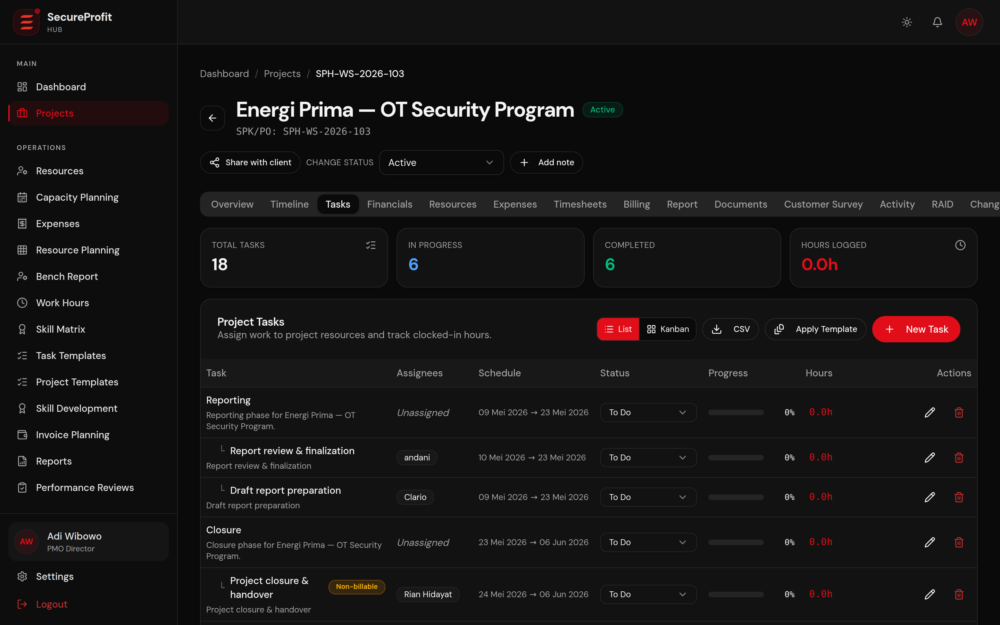 SecureProfit
HUB
AW
MAIN
Dashboard
Projects
OPERATIONS
Resources
Capacity Planning
Expenses
Resource Planning
Bench Report
Work Hours
Skill Matrix
Task Templates
Project Templates
Skill Development
Invoice Planning
Reports
Performance Reviews
AW
Adi Wibowo
PMO Director
Settings
Logout
Dashboard / Projects / SPH-WS-2026-103
Energi Prima — OT Security Program Active
SPK/PO: SPH-WS-2026-103
Share with client CHANGE STATUS Active Add note
Overview Timeline Tasks Financials Resources Expenses Timesheets Billing Report Documents Customer Survey Activity RAID Chang
TOTAL TASKS
18
IN PROGRESS
6
COMPLETED
6
HOURS LOGGED
0.0h
Project Tasks
Assign work to project resources and track clocked-in hours.
List Kanban CSV Apply Template New Task
Task Assignees Schedule Status Progress Hours Actions
Reporting
Reporting phase for Energi Prima — OT
Security Program.
Unassigned 09 Mei 2026 → 23 Mei 2026 To Do 0% 0.0h
Report review & finalization
Report review & finalization
andani 10 Mei 2026 → 23 Mei 2026 To Do 0% 0.0h
Draft report preparation
Draft report preparation
Clario 09 Mei 2026 → 23 Mei 2026 To Do 0% 0.0h
Closure
Closure phase for Energi Prima — OT Security
Program.
Unassigned 23 Mei 2026 → 06 Jun 2026 To Do 0% 0.0h
Project closure &
handover
Non-billable
Project closure & handover
Rian Hidayat 24 Mei 2026 → 06 Jun 2026 To Do 0% 0.0h